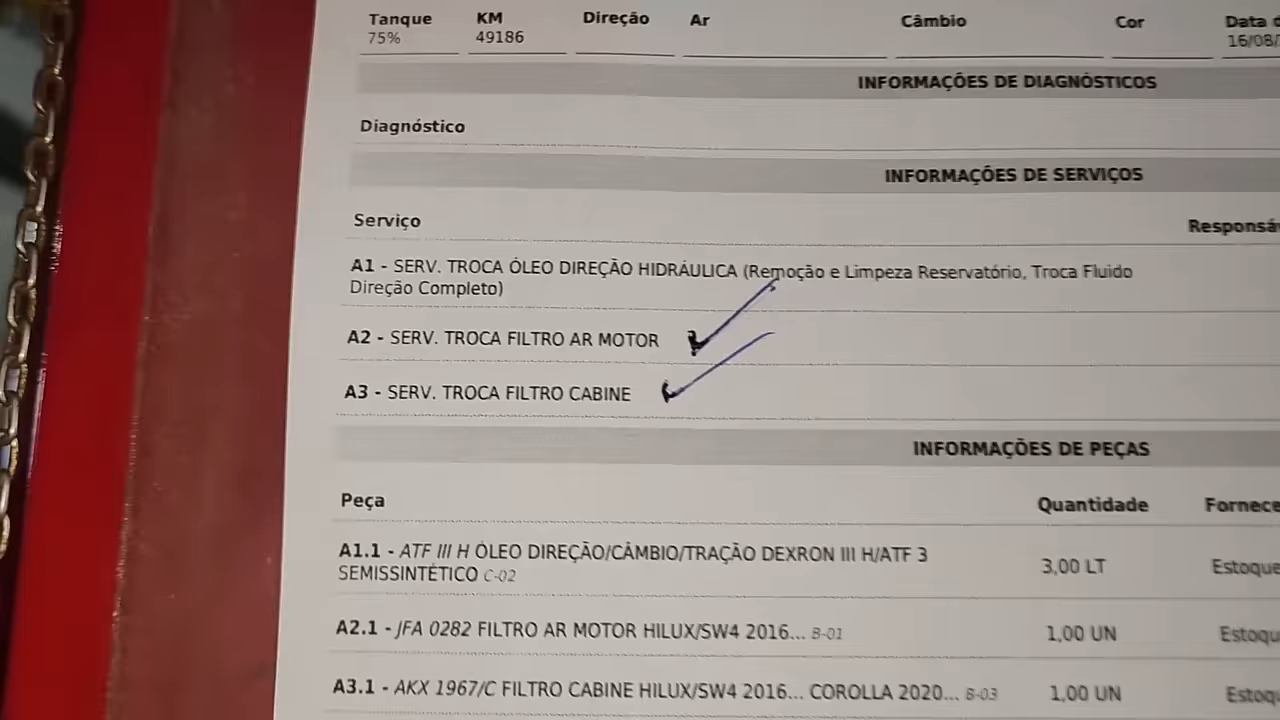 Tanque KM Direção Ar Câmbio Cor Data
75% 49186 16/08/
INFORMAÇÕES DE DIAGNÓSTICOS
Diagnóstico
INFORMAÇÕES DE SERVIÇOS
Serviço
A1 - SERV. TROCA ÓLEO DIREÇÃO HIDRÁULICA (Remoção e Limpeza Reservatório, Troca Fluido
Direção Completo)
A2 - SERV. TROCA FILTRO AR MOTOR
A3 - SERV. TROCA FILTRO CABINE
INFORMAÇÕES DE PEÇAS
Peça Quantidade
A1.1 - ATF III H ÓLEO DIREÇÃO/CÂMBIO/TRAÇÃO DEXRON III H/ATF 3
SEMISSINTÉTICO C-02 3,00 LT Estoque
A2.1 - JFA 0282 FILTRO AR MOTOR HILUX/SW4 2016... B-01 1,00 UN
A3.1 - AKX 1967/C FILTRO CABINE HILUX/SW4 2016... COROLLA 2020... B-03 1,00 UN